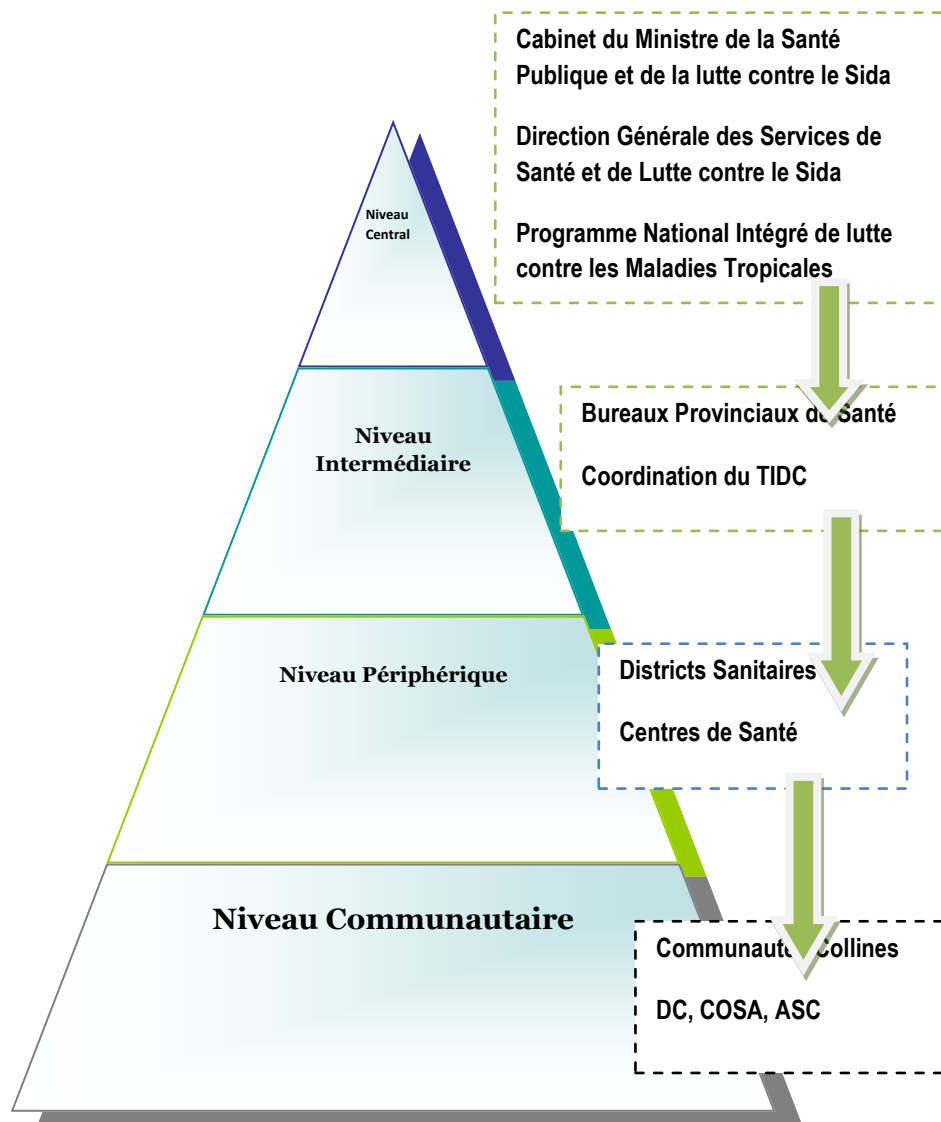 Cabinet du Ministre de la Santé
Publique et de la lutte contre le Sida
Direction Générale des Services de
Santé et de Lutte contre le Sida
Programme National Intégré de lutte
contre les Maladies Tropicales
Niveau
Central
Bureaux Provinciaux de Santé
Coordination du TIDC
Niveau
Intermédiaire
Districts Sanitaires
Centres de Santé
Niveau Périphérique
Niveau Communautaire
Collines
DC, COSA, ASC